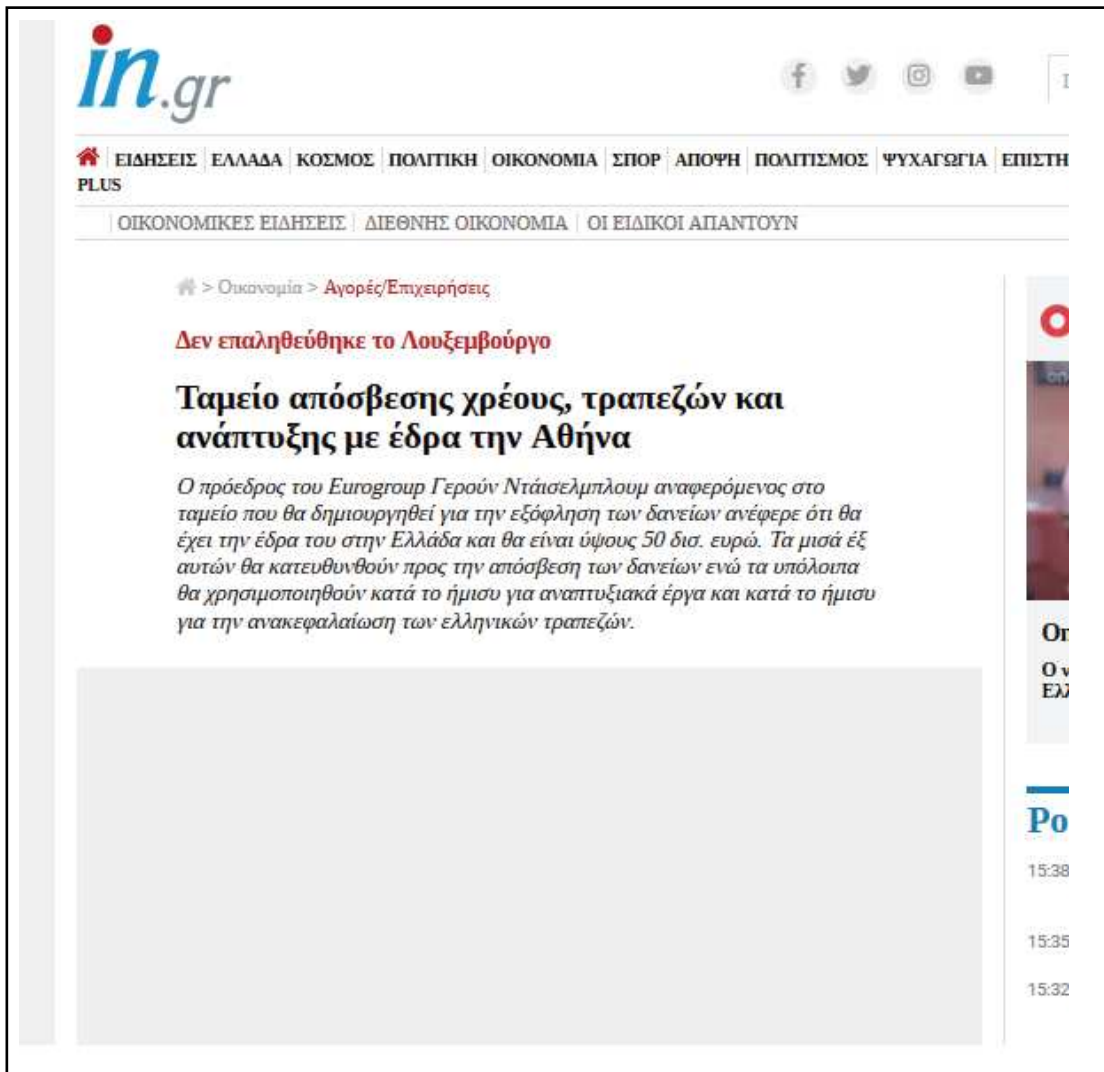 in.gr
ΕΙΔΗΣΕΙΣ ΕΛΛΑΔΑ ΚΟΣΜΟΣ ΠΟΛΙΤΙΚΗ ΟΙΚΟΝΟΜΙΑ ΣΠΟΡ ΑΠΟΨΗ ΠΟΛΙΤΙΣΜΟΣ ΨΥΧΑΓΩΓΙΑ ΕΠΙΣΤΗ
PLUS
ΟΙΚΟΝΟΜΙΚΕΣ ΕΙΔΗΣΕΙΣ ΔΙΕΘΝΗΣ ΟΙΚΟΝΟΜΙΑ ΟΙ ΕΙΔΙΚΟΙ ΑΠΑΝΤΟΥΝ
> Οικονομία > Αγορές/Επιχειρήσεις
Δεν επαληθεύθηκε το Λουξεμβούργο
Ταμείο απόσβεσης χρέους, τραπεζών και
ανάπτυξης με έδρα την Αθήνα
Ο πρόεδρος του Eurogroup Γερούν Ντάισελμπλουμ αναφερόμενος στο
ταμείο που θα δημιουργηθεί για την εξόφληση των δανείων ανέφερε ότι θα
έχει την έδρα του στην Ελλάδα και θα είναι ύψους 50 δισ. ευρώ. Τα μισά έξ
αυτών θα κατευθυνθούν προς την απόσβεση των δανείων ενώ τα υπόλοιπα
θα χρησιμοποιηθούν κατά το ήμισυ για αναπτυξιακά έργα και κατά το ήμισυ
για την ανακεφαλαίωση των ελληνικών τραπεζών.
Οπ
Ο ν
Ελλ
Ρο
15:38
15:35
15:32